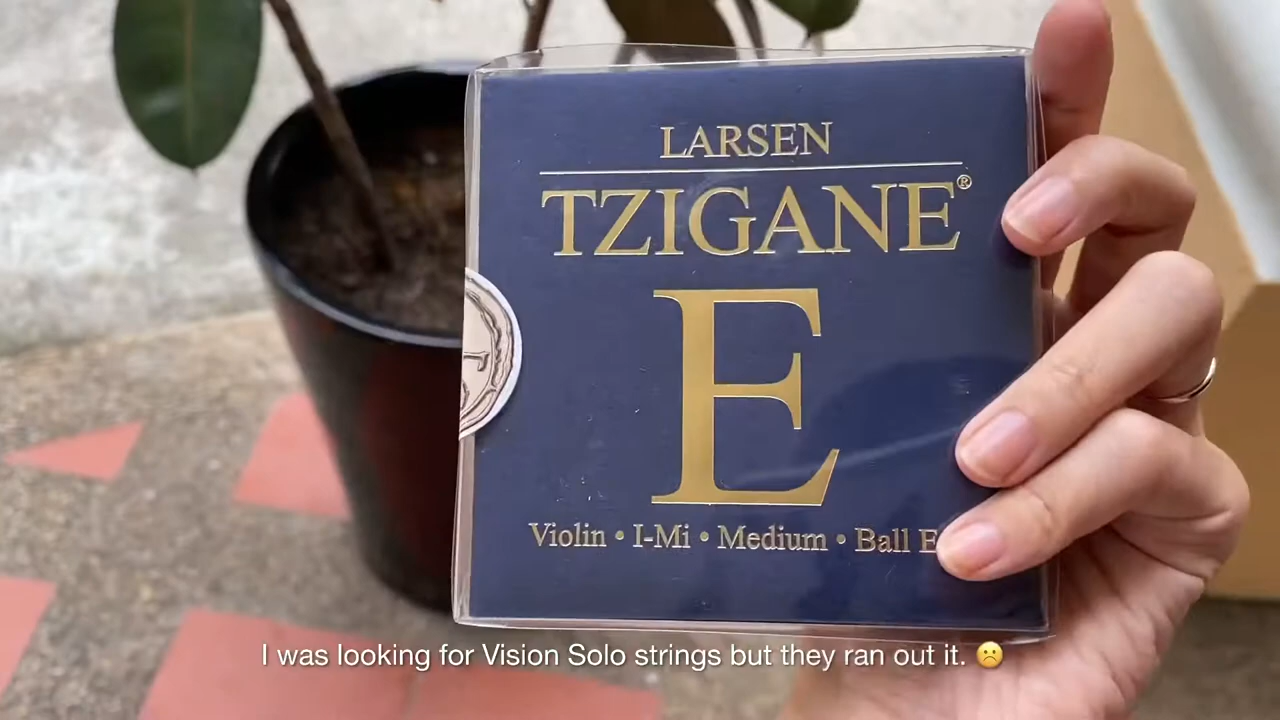 LARSEN
TZIGANE®
E
Violin • I-Mi • Medium • Ball
I was looking for Vision Solo strings but they ran out it. ☹️